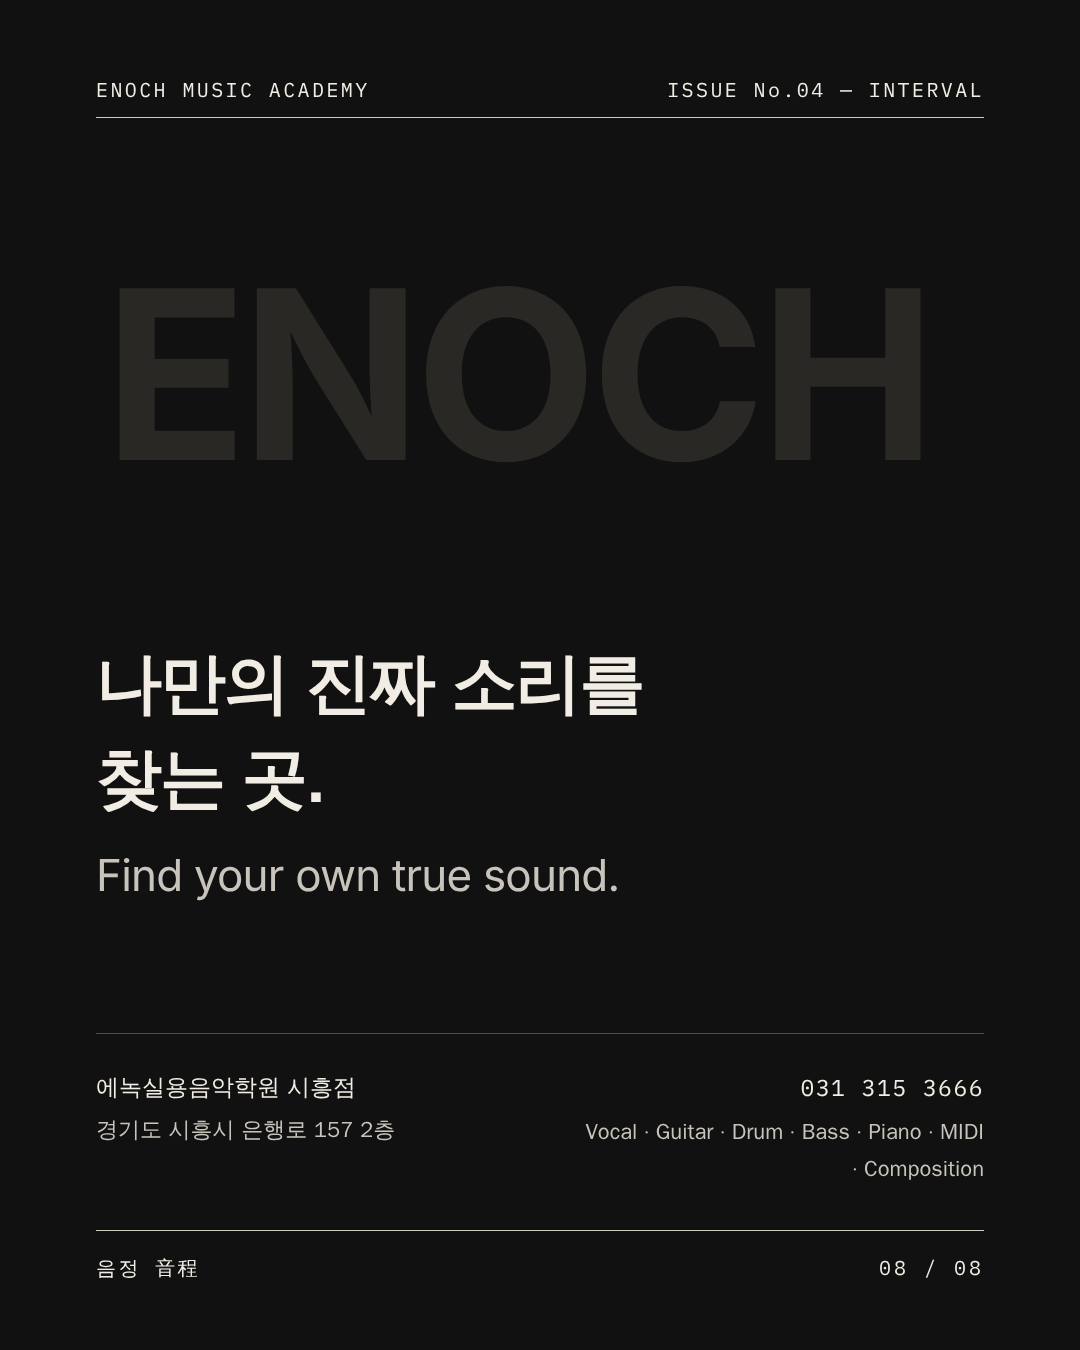 ENOCH MUSIC ACADEMY
ISSUE No.04 — INTERVAL
ENOCH
나만의 진짜 소리를
찾는 곳.
Find your own true sound.
에녹실용음악학원 시흥점
경기도 시흥시 은행로 157 2층
031 315 3666
Vocal · Guitar · Drum · Bass · Piano · MIDI
· Composition
음정 音程
08 / 08